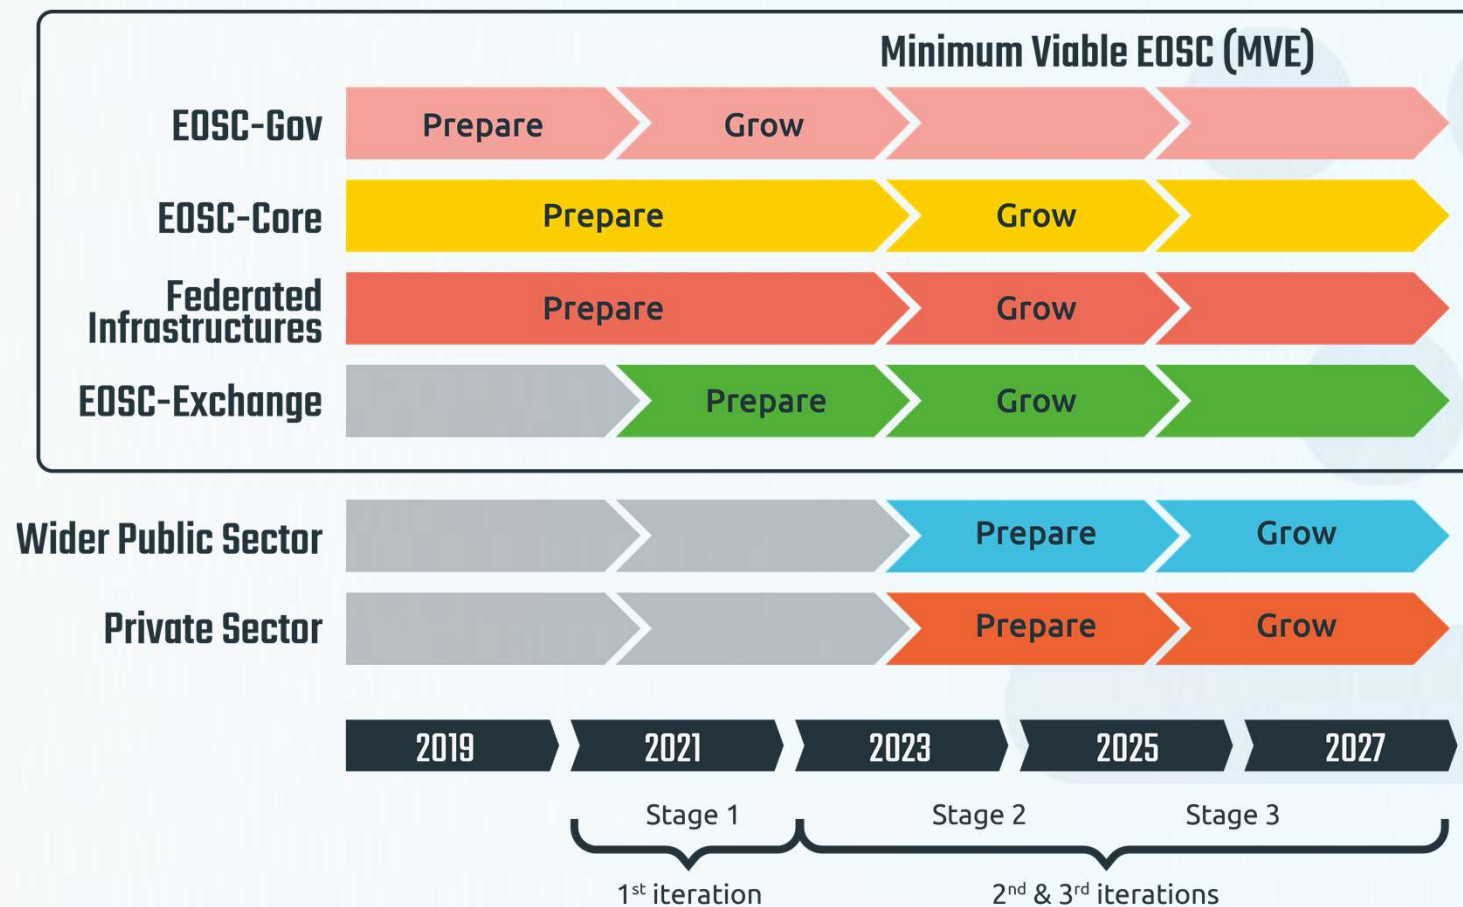 Minimum Viable EOSC (MVE)
EOSC-Gov
Prepare
Grow
EOSC-Core
Prepare
Grow
Federated
Infrastructures
Prepare
Grow
EOSC-Exchange
Prepare
Grow
Wider Public Sector
Prepare
Grow
Private Sector
Prepare
Grow
2019
2021
2023
2025
2027
Stage 1
Stage 2
Stage 3
1st iteration
2nd & 3rd iterations